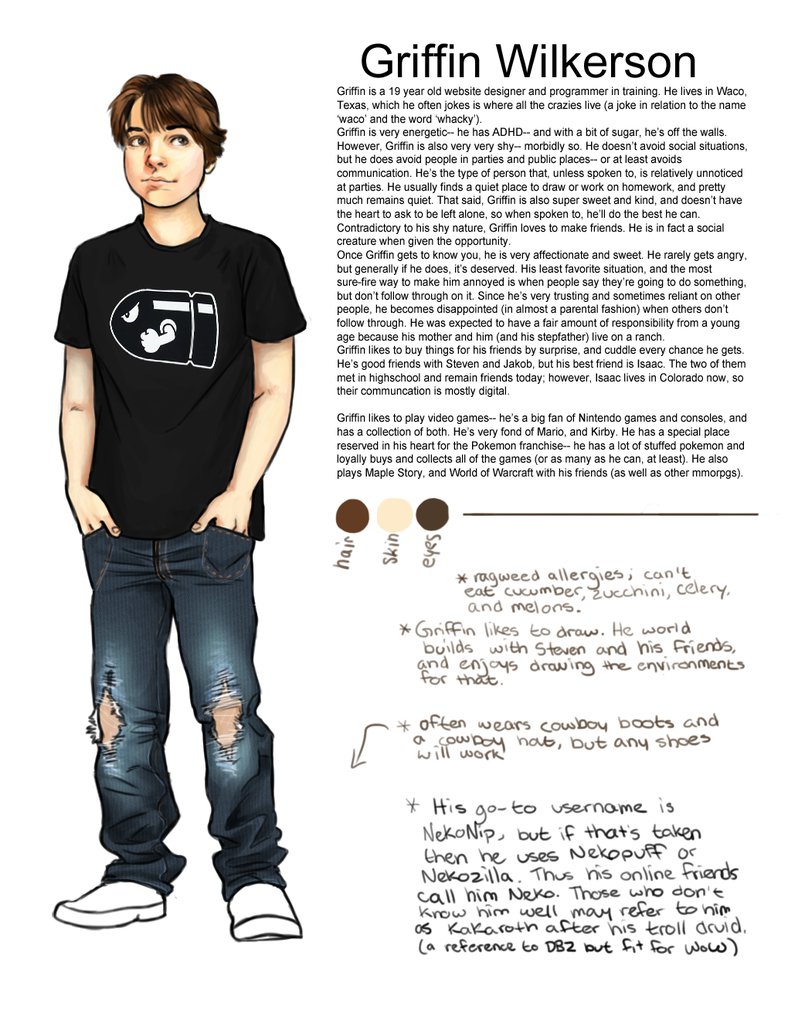 Griffin Wilkerson
Griffin is a 19 year old website designer and programmer in training. He lives in Waco,
Texas, which he often jokes is where all the crazies live (a joke in relation to the name
'waco' and the word 'whacky').
Griffin is very energetic-- he has ADHD-- and with a bit of sugar, he's off the walls.
However, Griffin is also very very shy-- morbidly so. He doesn't avoid social situations,
but he does avoid people in parties and public places-- or at least avoids
communication. He's the type of person that, unless spoken to, is relatively unnoticed
at parties. He usually finds a quiet place to draw or work on homework, and pretty
much remains quiet. That said, Griffin is also super sweet and kind, and doesn't have
the heart to ask to be left alone, so when spoken to, he'll do the best he can.
Contradictory to his shy nature, Griffin loves to make friends. He is in fact a social
creature when given the opportunity.
Once Griffin gets to know you, he is very affectionate and sweet. He rarely gets angry,
but generally if he does, it's deserved. His least favorite situation, and the most
sure-fire way to make him annoyed is when people say they're going to do something,
but don't follow through on it. Since he's very trusting and sometimes reliant on other
people, he becomes disappointed (in almost a parental fashion) when others don't
follow through. He was expected to have a fair amount of responsibility from a young
age because his mother and him (and his stepfather) live on a ranch.
Griffin likes to buy things for his friends by surprise, and cuddle every chance he gets.
He's good friends with Steven and Jakob, but his best friend is Isaac. The two of them
met in highschool and remain friends today; however, Isaac lives in Colorado now, so
their communcation is mostly digital.
Griffin likes to play video games-- he's a big fan of Nintendo games and consoles, and
has a collection of both. He's very fond of Mario, and Kirby. He has a special place
reserved in his heart for the Pokemon franchise-- he has a lot of stuffed pokemon and
loyally buys and collects all of the games (or as many as he can, at least). He also
plays Maple Story, and World of Warcraft with his friends (as well as other mmorpgs).
hair
skin
eyes
* ragweed allergies; can't
eat cucumber, zucchini, celery,
and melons.
* Griffin likes to draw. He world
builds with Steven and his friends,
and enjoys drawing the environments
for that.
* often wears cowboy boots and
a cowboy hat, but any shoes
will work
* His go-to username is
NekoNip, but if that's taken
then he uses Nekopuff or
Nekozilla. Thus his online friends
call him Neko. Those who don't
know him well may refer to him
as Kakaroth after his troll druid.
(a reference to DBZ but fit for WoW)